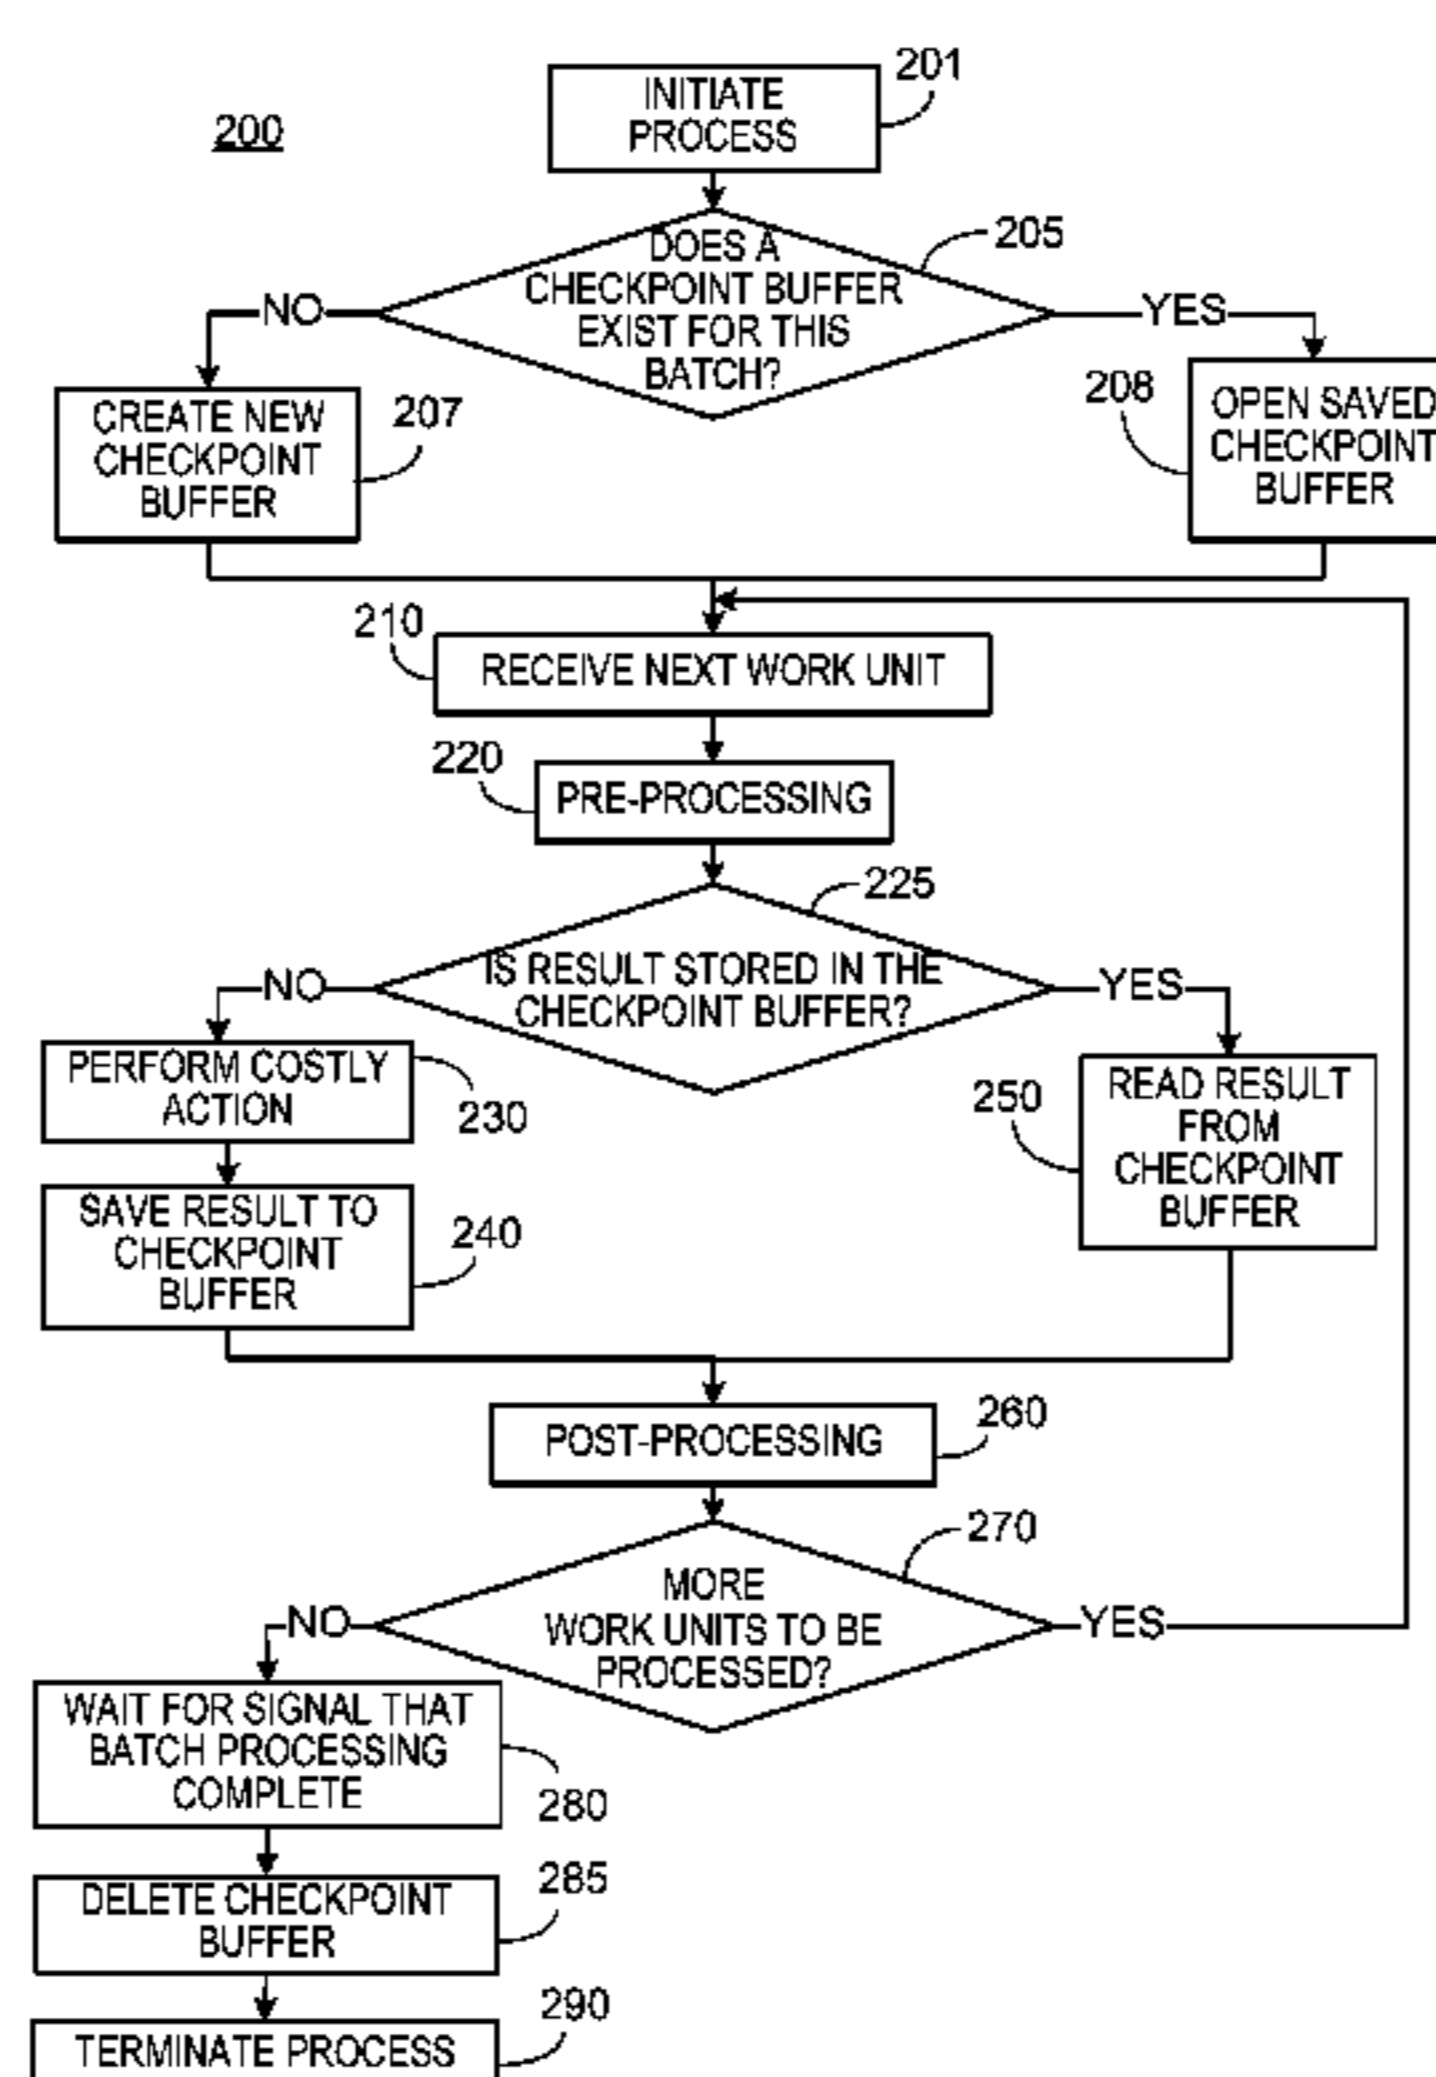 200
INITIATE
PROCESS
201
DOES A
CHECKPOINT BUFFER
EXIST FOR THIS
BATCH?
205
NO
YES
CREATE NEW
CHECKPOINT
BUFFER
207
208
OPEN SAVED
CHECKPOINT
BUFFER
210
RECEIVE NEXT WORK UNIT
220
PRE-PROCESSING
225
IS RESULT STORED IN THE
CHECKPOINT BUFFER?
NO
YES
PERFORM COSTLY
ACTION
230
SAVE RESULT TO
CHECKPOINT
BUFFER
240
250
READ RESULT
FROM
CHECKPOINT
BUFFER
POST-PROCESSING
260
270
MORE
WORK UNITS TO BE
PROCESSED?
NO
YES
WAIT FOR SIGNAL THAT
BATCH PROCESSING
COMPLETE
280
DELETE CHECKPOINT
BUFFER
285
TERMINATE PROCESS
290